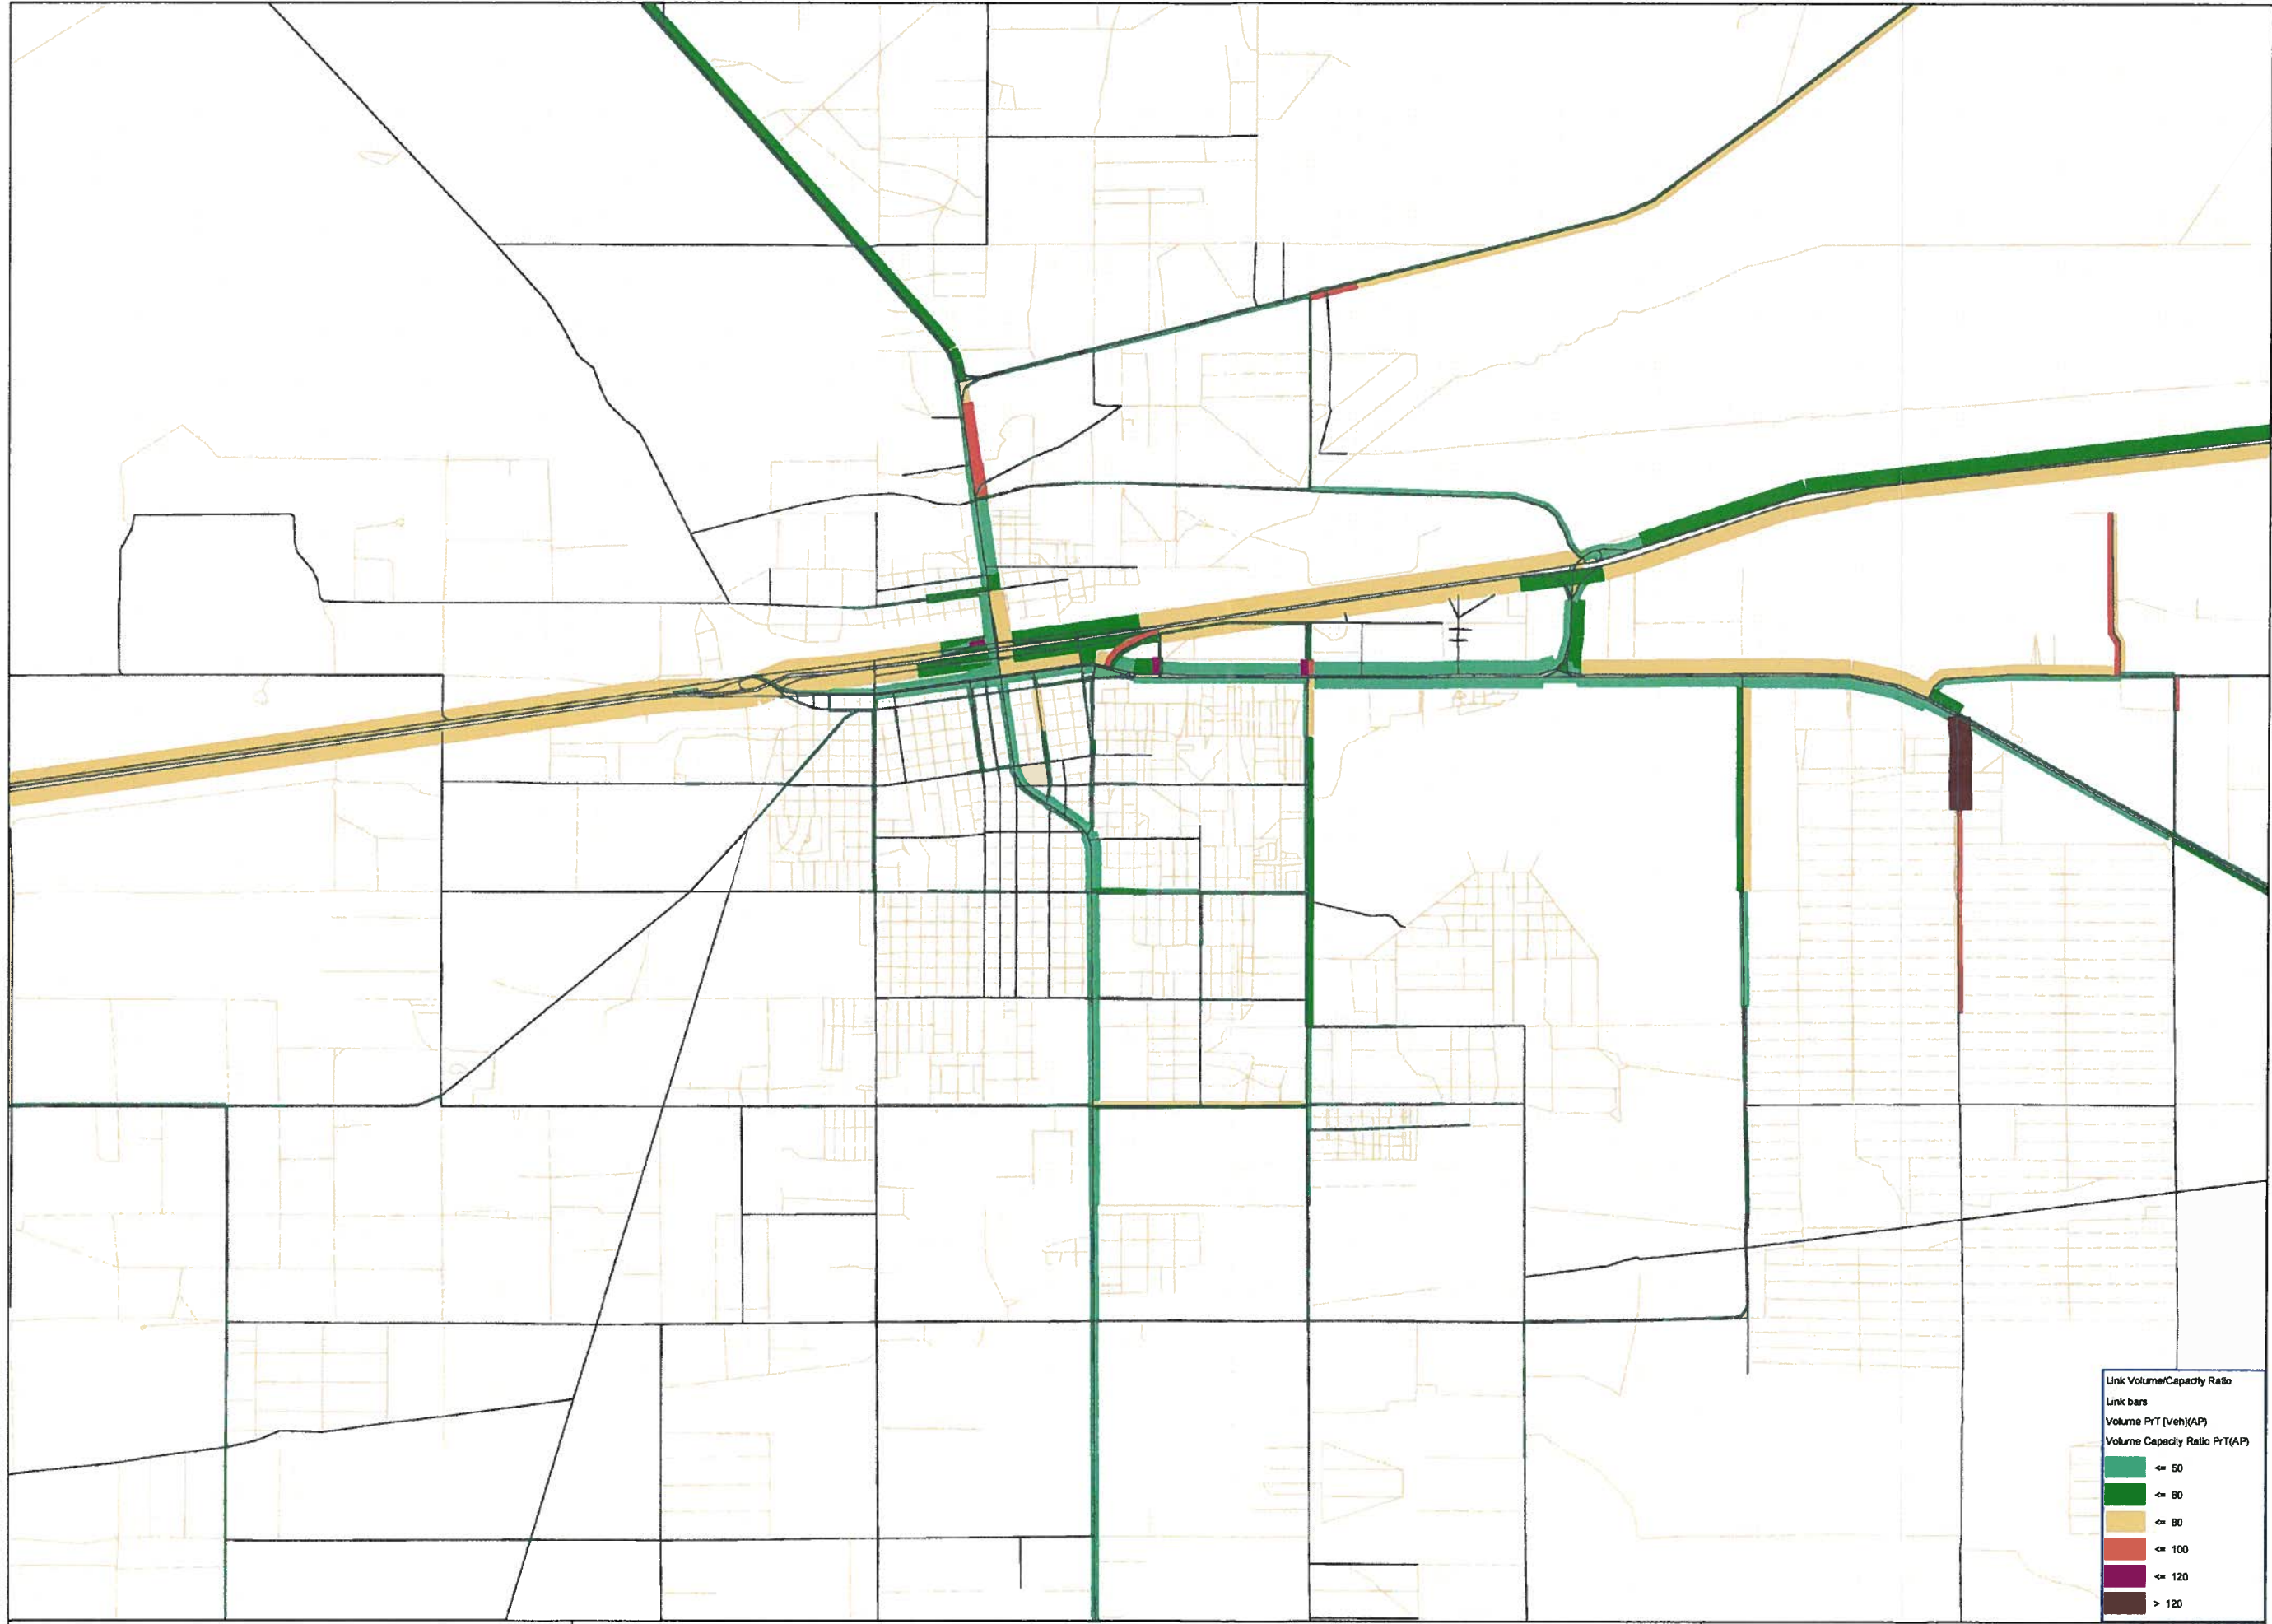 Link Volume/Capacity Ratio
Link bars
Volume PrT [Veh](AP)
Volume Capacity Ratio PrT(AP)
<= 50
<= 60
<= 80
<= 100
<= 120
> 120